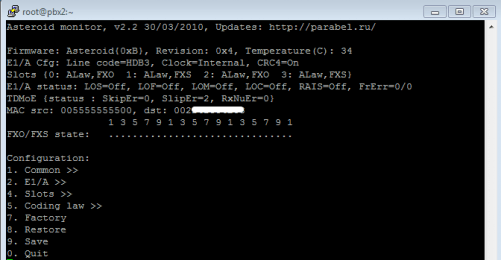 root@pbx2:~
Asteroid monitor, v2.2 30/03/2010, Updates: http://parabel.ru/
Firmware: Asteroid{0xB}, Revision: 0x4, Temperature(C): 34
E1/A Cfg: Line code=HDB3, Clock=Internal, CRC4=On
Slots {0: ALaw,FXO  1: ALaw,FXS  2: ALaw,FXO  3: ALaw,FXS}
E1/A status: LOS=Off, LOF=Off, LOM=Off, LOC=Off, RAIS=Off, FrErr=0/0
TDMoE {status : SkipEr=0, SlipEr=2, RxNuEr=0}
MAC src: 005555555500, dst: 002
1 3 5 7 9 1 3 5 7 9 1 3 5 7 9 1
FXO/FXS state:   ...............................
Configuration:
1. Common >>
2. E1/A >>
4. Slots >>
5. Coding law >>
7. Factory
8. Restore
9. Save
0. Quit